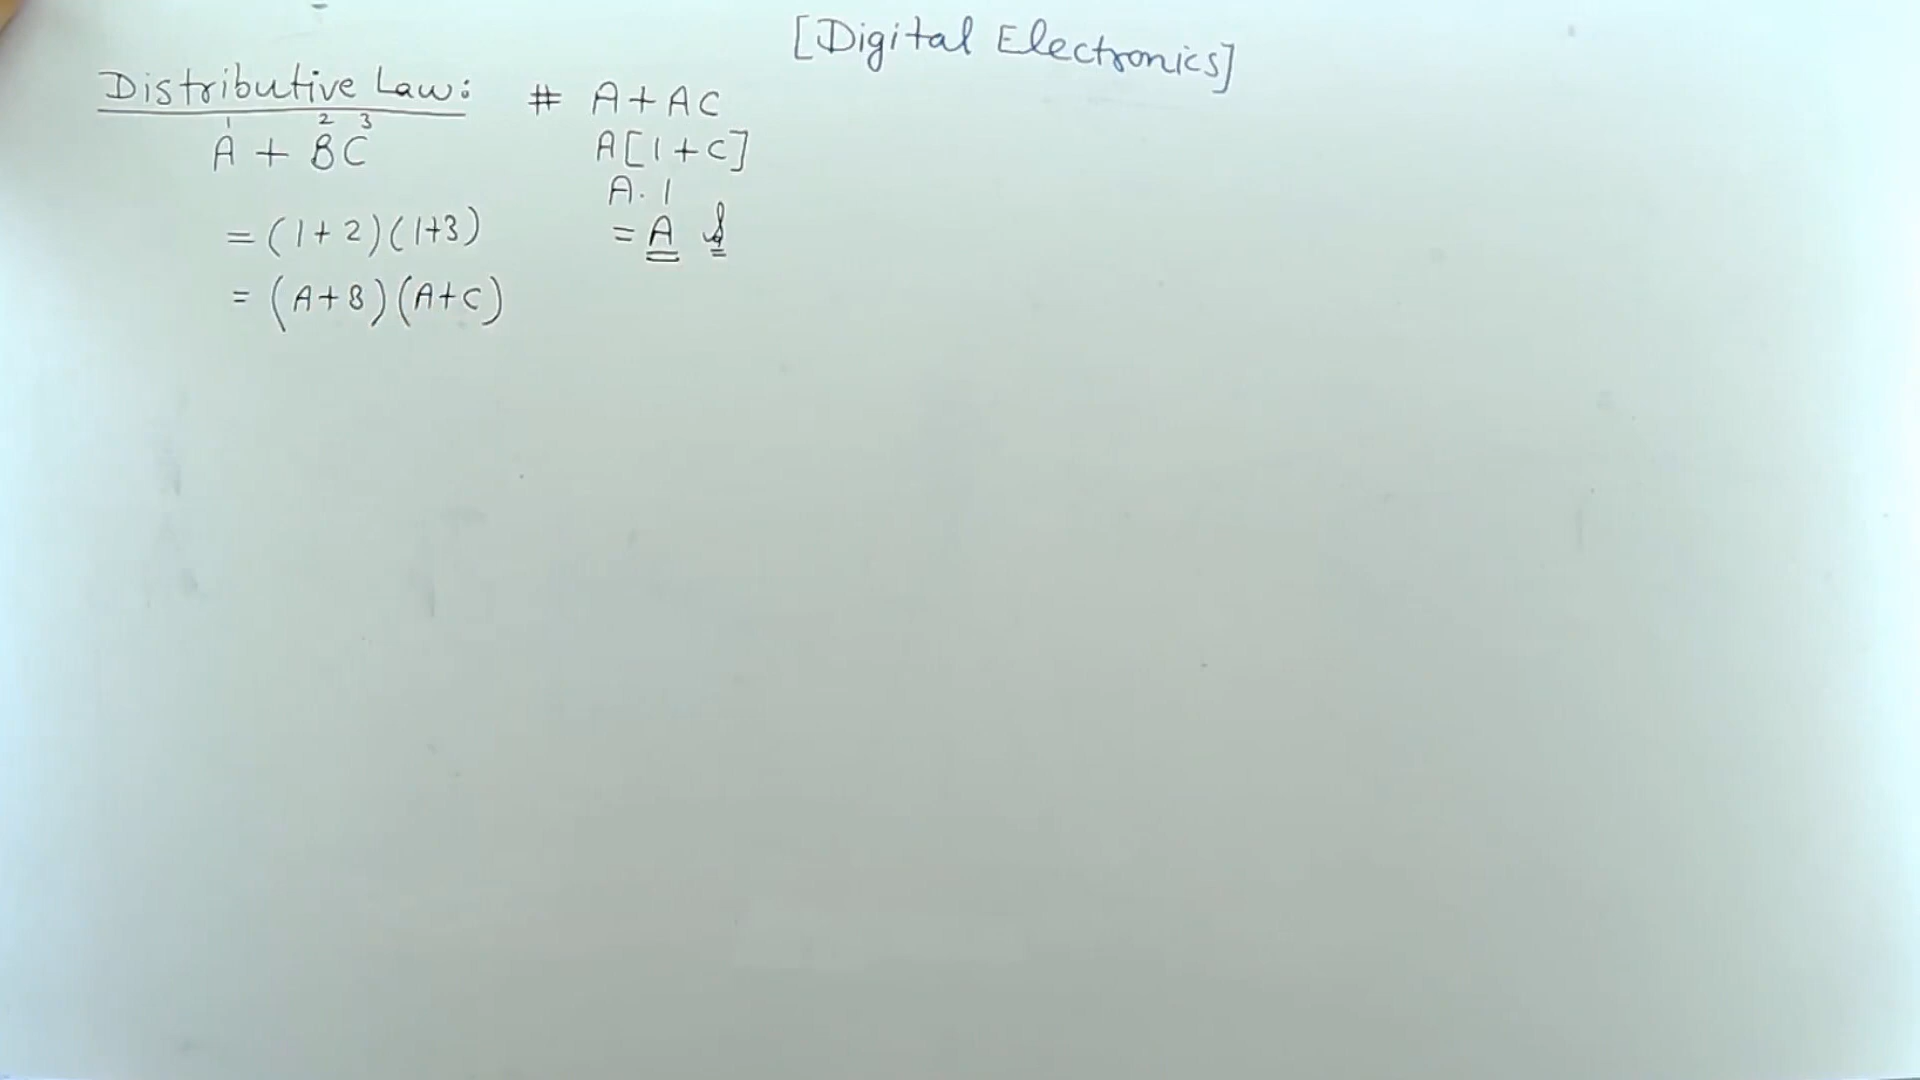 [Digital Electronics]
Distributive Law:
1 2 3
A + BC
= (1+2)(1+3)
= (A+B)(A+C)
# A+AC
A[1+C]
A.1
= A